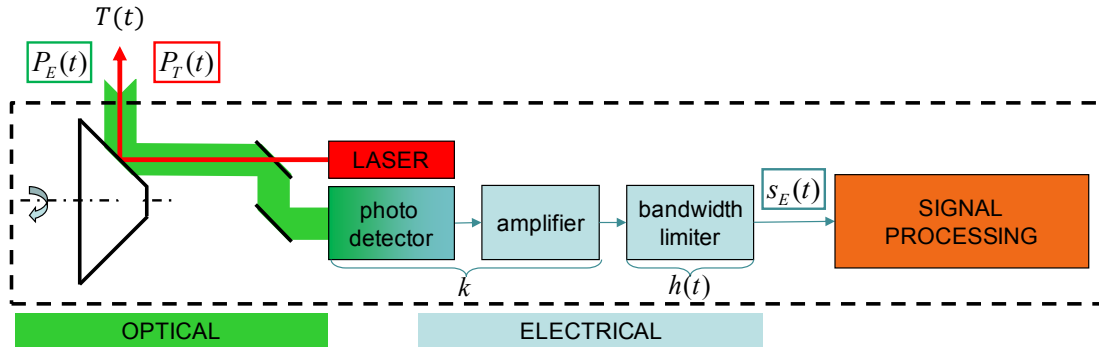 T(t)
P_E(t) P_T(t)
LASER
photo
detector
amplifier
bandwidth
limiter
s_E(t)
SIGNAL
PROCESSING
k
h(t)
OPTICAL
ELECTRICAL